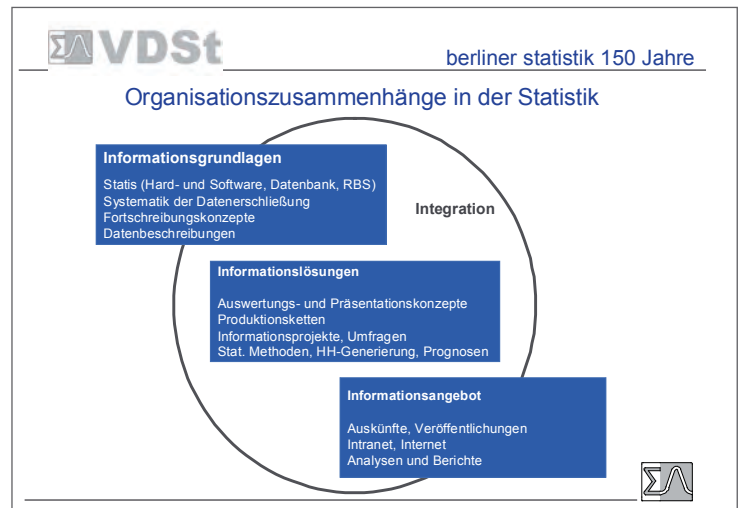 VDSt
berliner statistik 150 Jahre
Organisationszusammenhänge in der Statistik
Informationsgrundlagen
Statis (Hard- und Software, Datenbank, RBS)
Systematik der Datenerschließung
Fortschreibungskonzepte
Datenbeschreibungen
Integration
Informationslösungen
Auswertungs- und Präsentationskonzepte
Produktionsketten
Informationsprojekte, Umfragen
Stat. Methoden, HH-Generierung, Prognosen
Informationsangebot
Auskünfte, Veröffentlichungen
Intranet, Internet
Analysen und Berichte
Σ